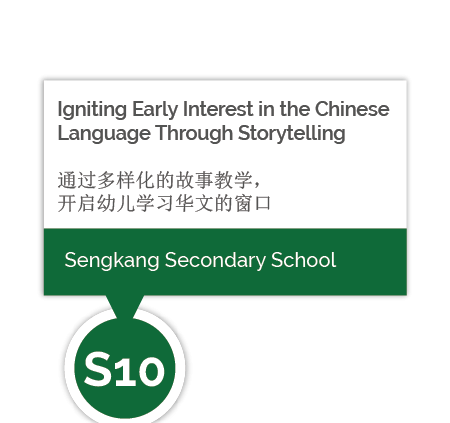 Igniting Early Interest in the Chinese
Language Through Storytelling
通过多样化的故事教学，
开启幼儿学习华文的窗口
Sengkang Secondary School
S10